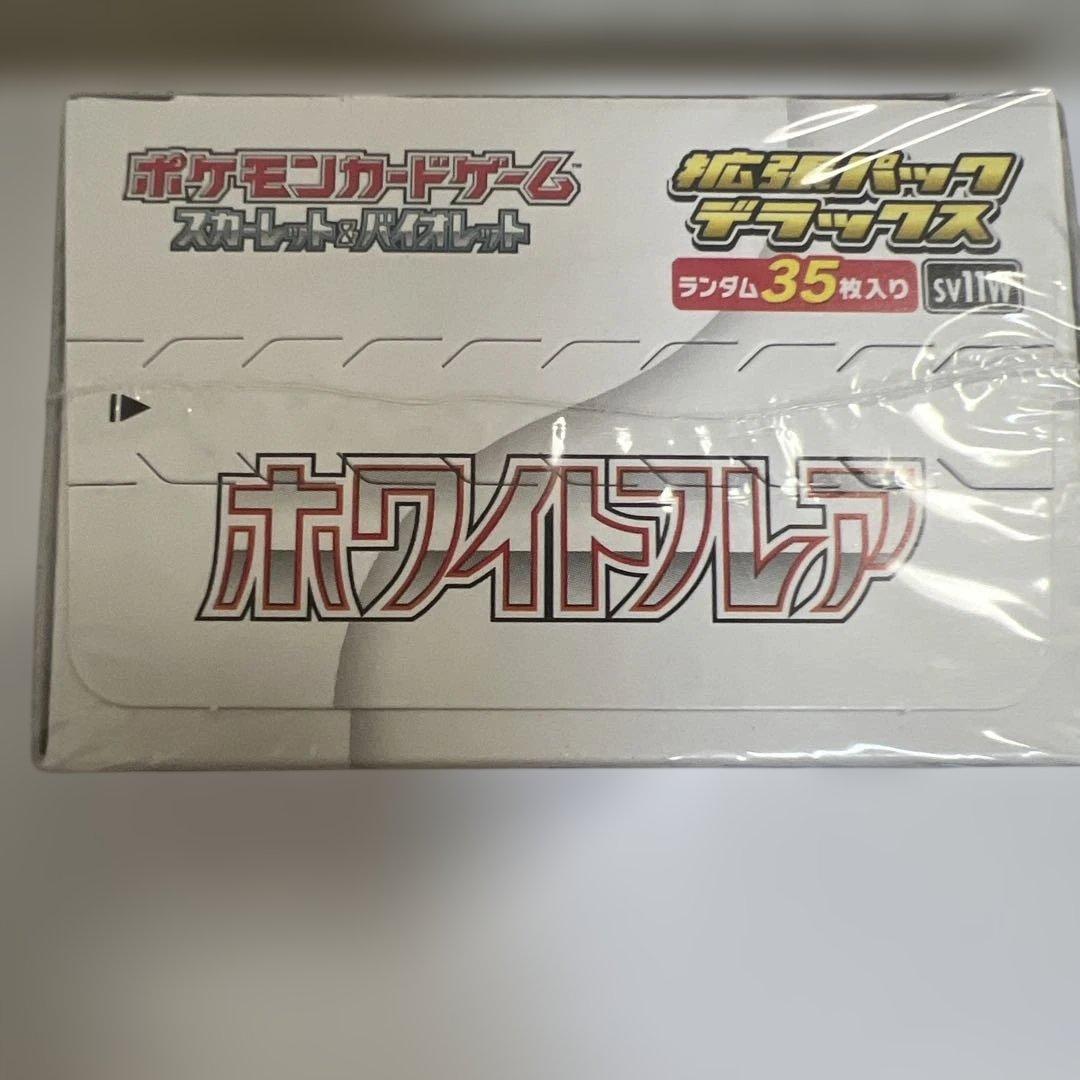 ポケモンカードゲーム™
スカーレット&バイオレット
拡張パック
デラックス
ランダム35枚入り
sv11W
ホワイトフレア